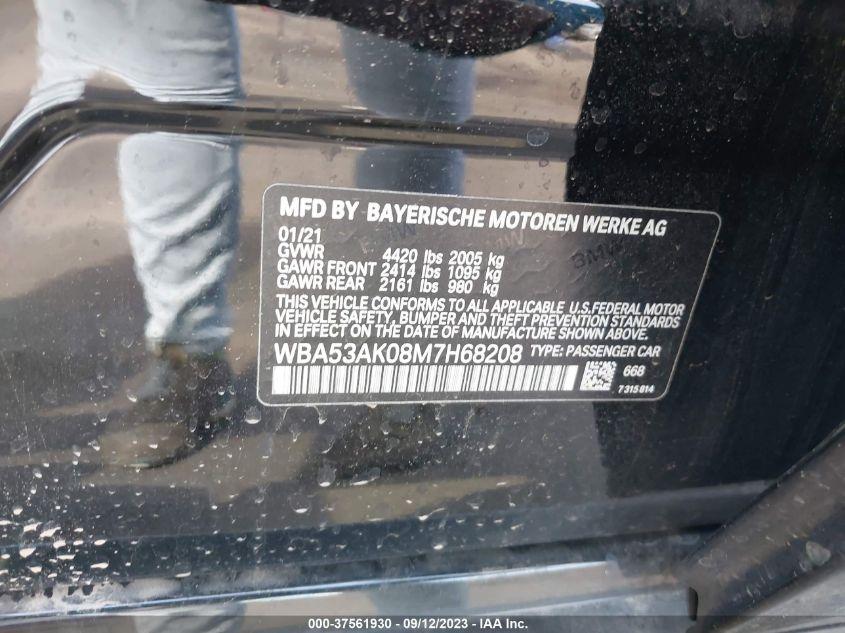 MFD BY BAYERISCHE MOTOREN WERKE AG
01/21
GVWR 4420 lbs 2005 kg
GAWR FRONT 2414 lbs 1095 kg
GAWR REAR 2161 lbs 980 kg
THIS VEHICLE CONFORMS TO ALL APPLICABLE U.S.FEDERAL MOTOR
VEHICLE SAFETY, BUMPER AND THEFT PREVENTION STANDARDS
IN EFFECT ON THE DATE OF MANUFACTURE SHOWN ABOVE.
WBA53AK08M7H68208 TYPE: PASSENGER CAR
668
7315814
000-37561930 - 09/12/2023 - IAA Inc.